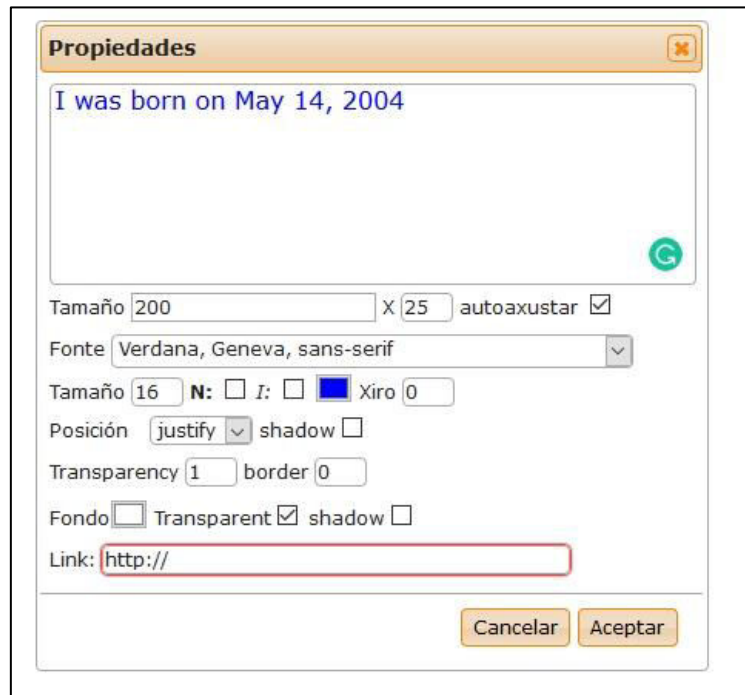 Propiedades
I was born on May 14, 2004
Tamaño 200 X 25 autoaxustar
Fonte Verdana, Geneva, sans-serif
Tamaño 16 N: I: Xiro 0
Posición justify shadow
Transparency 1 border 0
Fondo Transparent shadow
Link: http://
Cancelar Aceptar